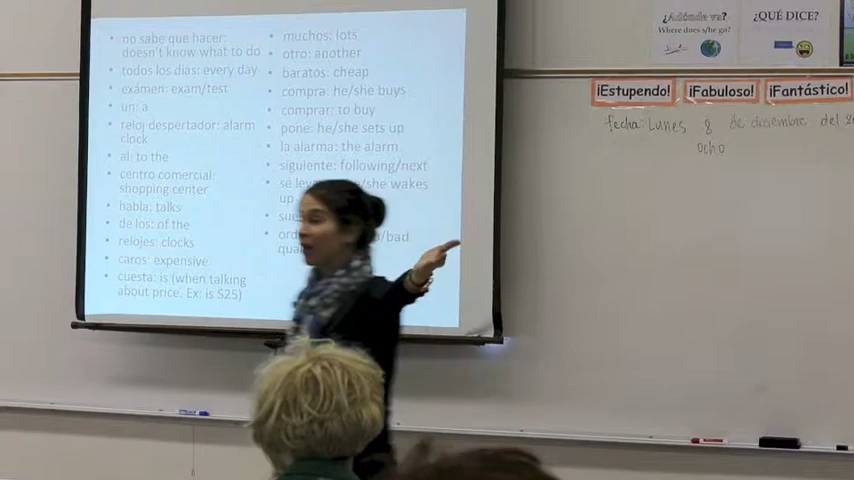 no sabe que hacer:
doesn't know what to do
todos los dias: every day
exámen: exam/test
un: a
reloj despertador: alarm
clock
al: to the
centro comercial:
shopping center
habla: talks
de los: of the
relojes: clocks
caros: expensive
cuesta: is (when talking
about price, Ex: is $25)
muchos: lots
otro: another
baratos: cheap
compra: he/she buys
comprar: to buy
pone: he/she sets up
la alarma: the alarm
siguiente: following/next
/she wakes
up
/bad
¿Adónde va?
Where does s/he go?
¿QUÉ DICE?
¡Estupendo!
¡Fabuloso!
¡Fantástico!
fecha: Lunes 8 de diciembre del
ocho